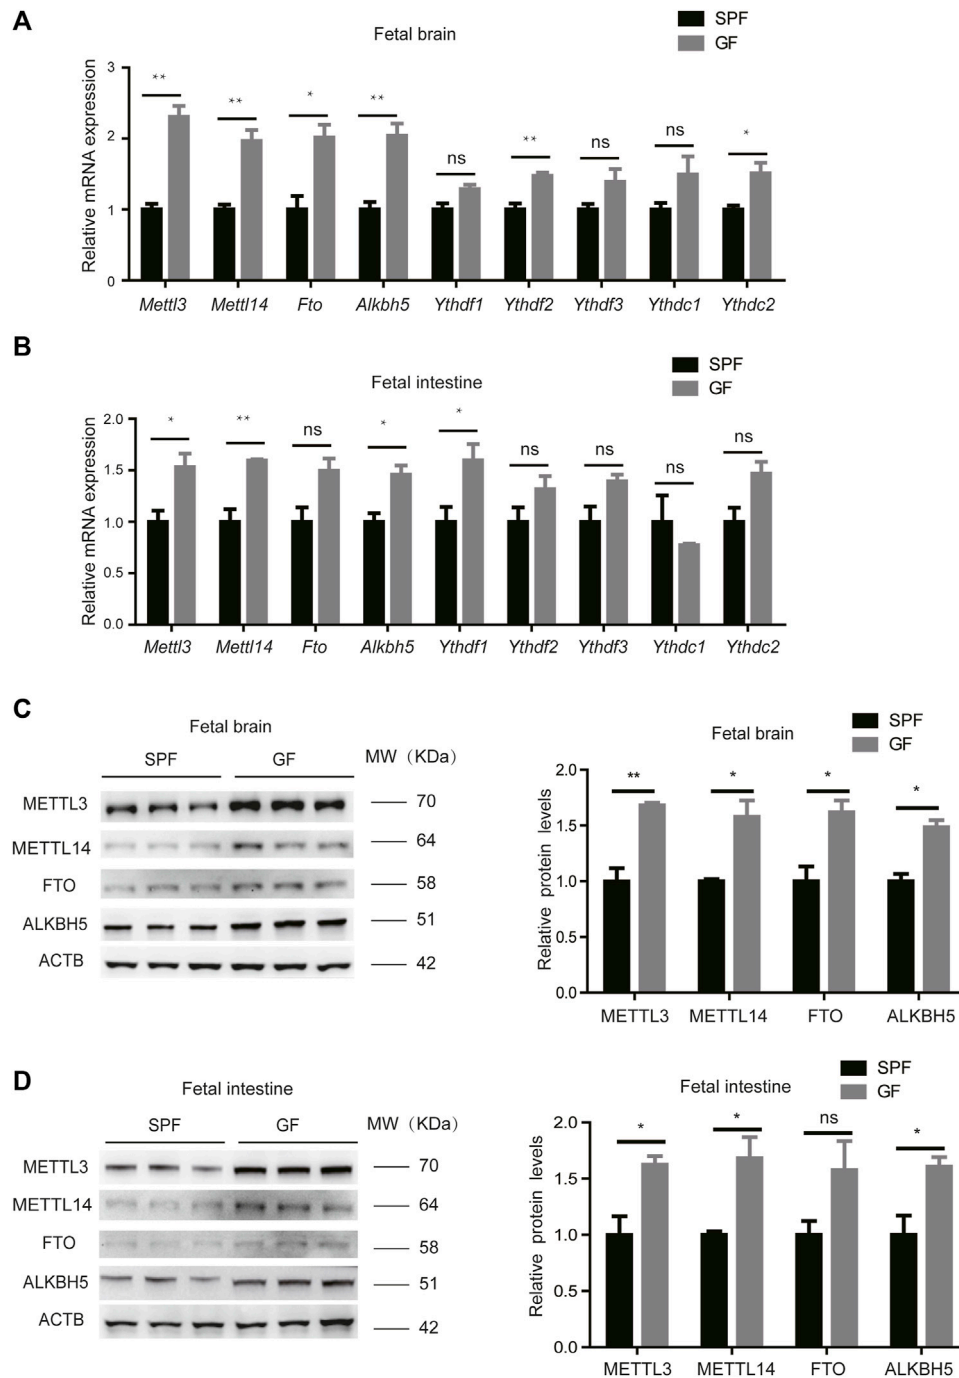 A
Fetal brain
SPF
GF
Relative mRNA expression
3
2
1
0
** ** * ** ns ** ns ns *
Mettl3 Mettl14 Fto Alkbh5 Ythdf1 Ythdf2 Ythdf3 Ythdc1 Ythdc2
B
Fetal intestine
SPF
GF
Relative mRNA expression
2.0
1.5
1.0
0.5
0.0
* ** ns * * ns ns ns ns
Mettl3 Mettl14 Fto Alkbh5 Ythdf1 Ythdf2 Ythdf3 Ythdc1 Ythdc2
C
Fetal brain
SPF GF MW（KDa）
METTL3 70
METTL14 64
FTO 58
ALKBH5 51
ACTB 42
Fetal brain
SPF
GF
Relative protein levels
2.0
1.5
1.0
0.5
0.0
** * * *
METTL3 METTL14 FTO ALKBH5
D
Fetal intestine
SPF GF MW（KDa）
METTL3 70
METTL14 64
FTO 58
ALKBH5 51
ACTB 42
Fetal intestine
SPF
GF
Relative protein levels
2.0
1.5
1.0
0.5
0.0
* * ns *
METTL3 METTL14 FTO ALKBH5